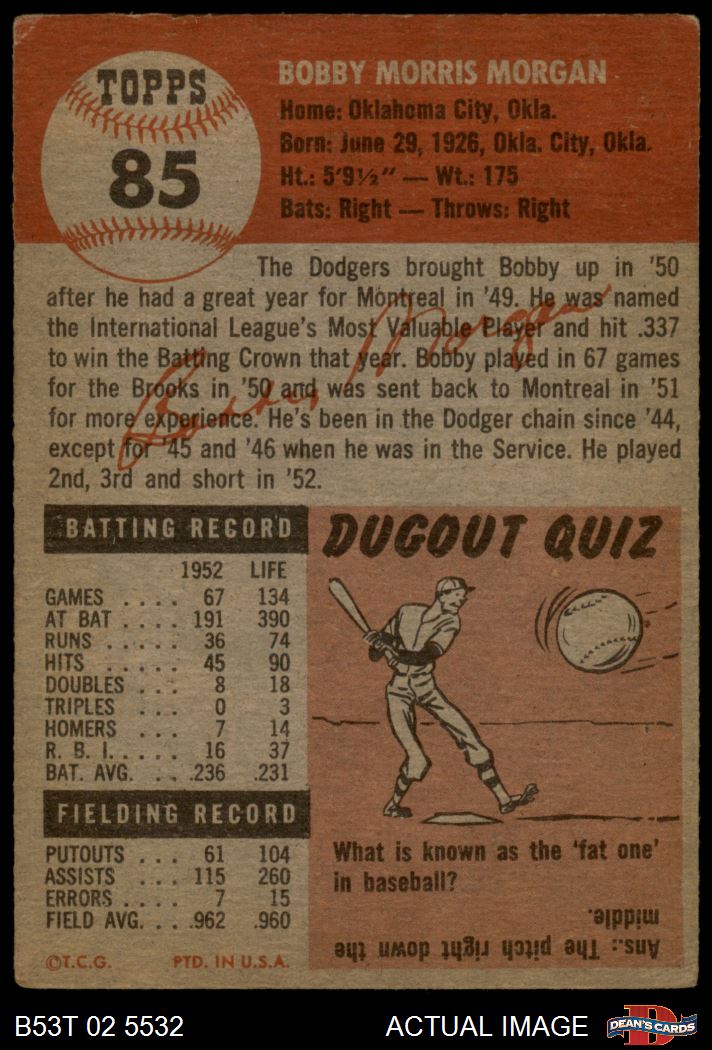 TOPPS
85
BOBBY MORRIS MORGAN
Home: Oklahoma City, Okla.
Born: June 29, 1926, Okla. City, Okla.
Ht.: 5'9½" — Wt.: 175
Bats: Right — Throws: Right
The Dodgers brought Bobby up in '50
after he had a great year for Montreal in '49. He was named
the International League's Most Valuable Player and hit .337
to win the Batting Crown that year. Bobby played in 67 games
for the Brooks in '50 and was sent back to Montreal in '51
for more experience. He's been in the Dodger chain since '44,
except for '45 and '46 when he was in the Service. He played
2nd, 3rd and short in '52.
Bobby Morgan
BATTING RECORD
1952 LIFE
GAMES .... 67 134
AT BAT .... 191 390
RUNS ..... 36 74
HITS ..... 45 90
DOUBLES ... 8 18
TRIPLES ... 0 3
HOMERS ... 7 14
R. B. I. .... 16 37
BAT. AVG. ... .236 .231
FIELDING RECORD
PUTOUTS ... 61 104
ASSISTS .... 115 260
ERRORS .... 7 15
FIELD AVG. ... .962 .960
©T.C.G. PTD. IN U.S.A.
DUGOUT QUIZ
What is known as the 'fat one'
in baseball?
Ans.: The pitch right down the
middle.
B53T 02 5532
ACTUAL IMAGE
DEAN'S CARDS